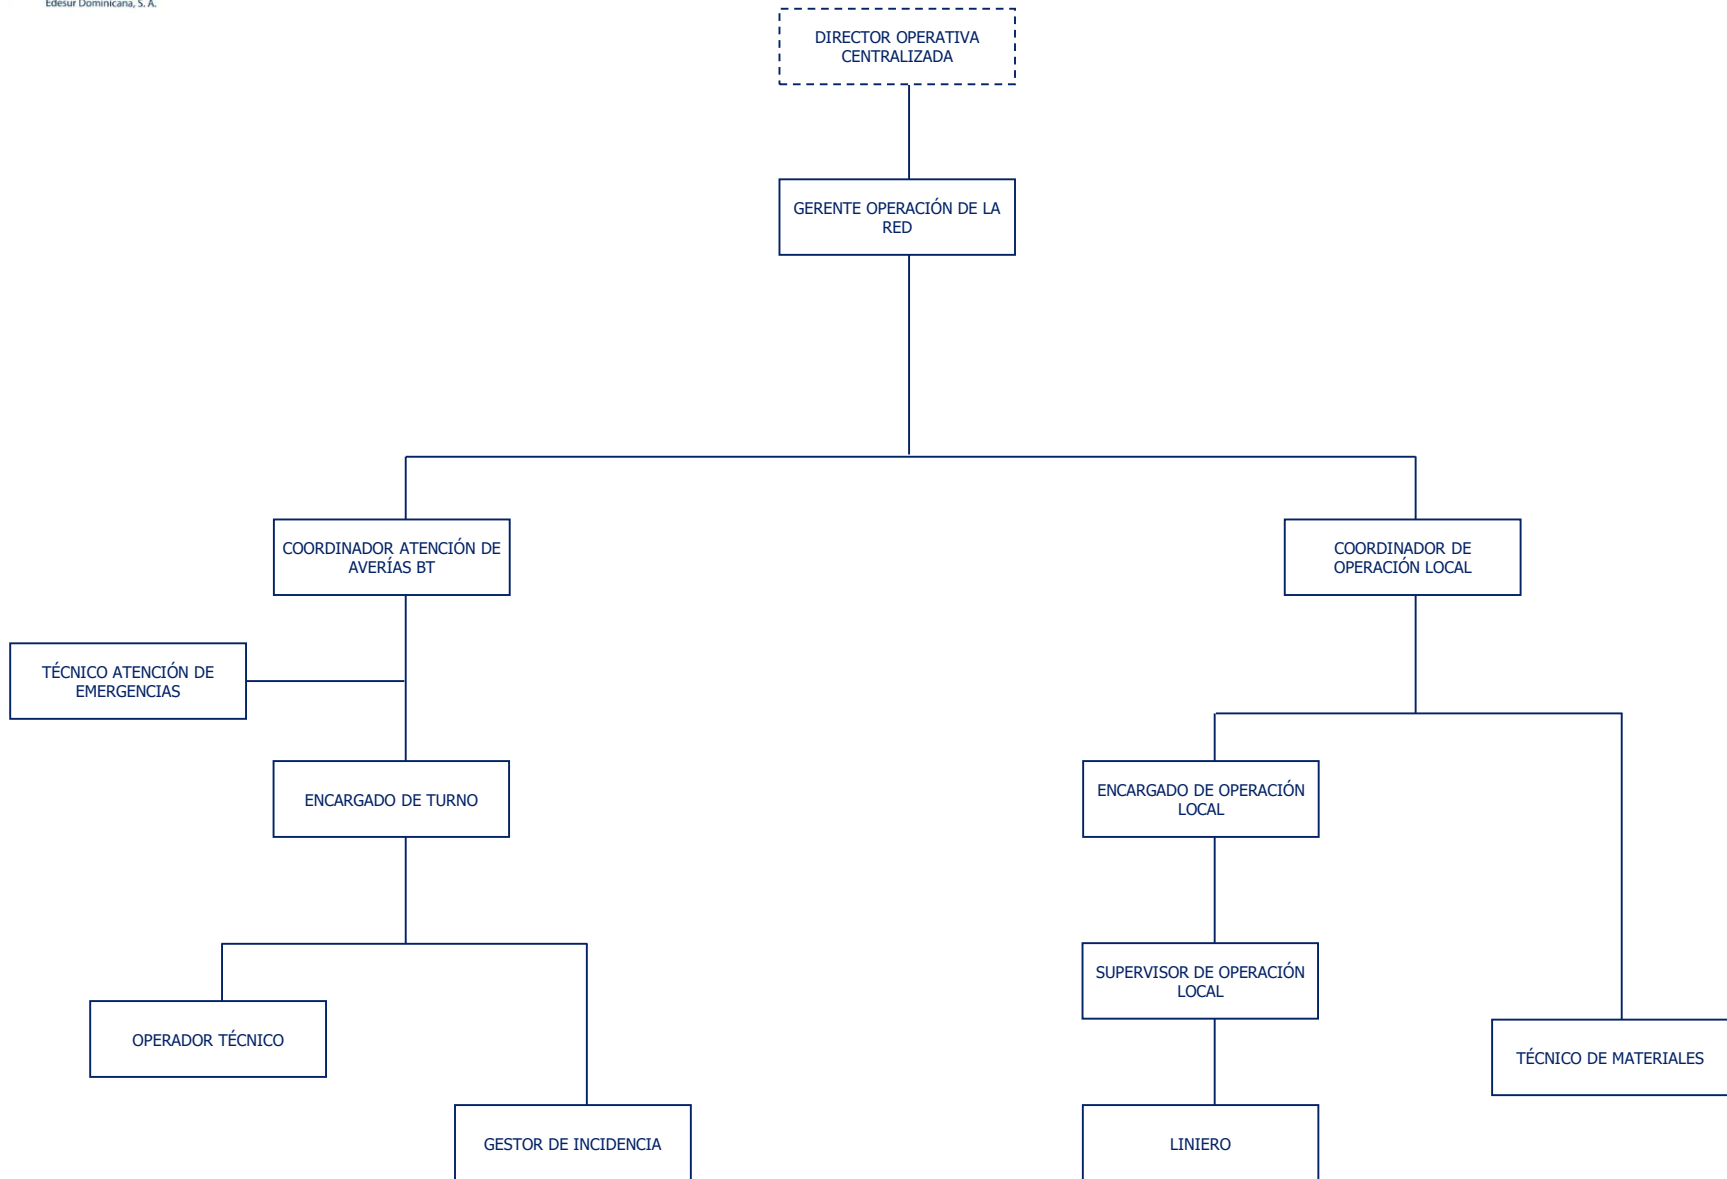 Edesur Dominicana, S. A.
DIRECTOR OPERATIVA
CENTRALIZADA
GERENTE OPERACIÓN DE LA
RED
COORDINADOR ATENCIÓN DE
AVERÍAS BT
COORDINADOR DE
OPERACIÓN LOCAL
TÉCNICO ATENCIÓN DE
EMERGENCIAS
ENCARGADO DE TURNO
ENCARGADO DE OPERACIÓN
LOCAL
SUPERVISOR DE OPERACIÓN
LOCAL
OPERADOR TÉCNICO
TÉCNICO DE MATERIALES
GESTOR DE INCIDENCIA
LINIERO